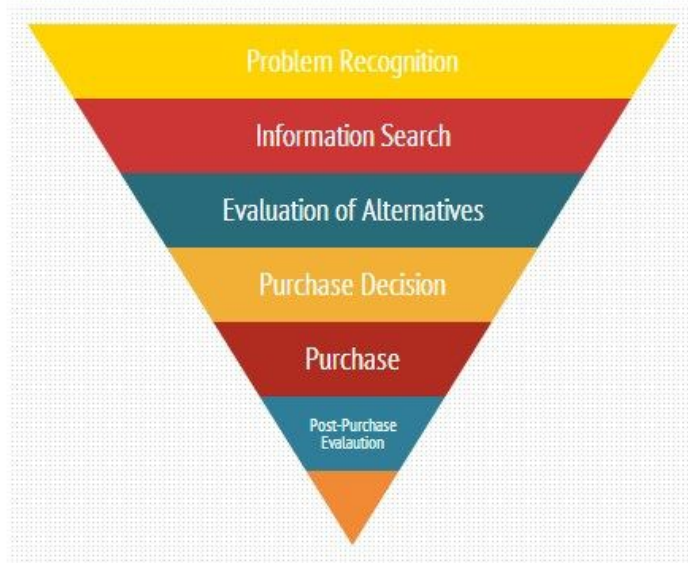 Problem Recognition
Information Search
Evaluation of Alternatives
Purchase Decision
Purchase
Post-Purchase
Evalaution